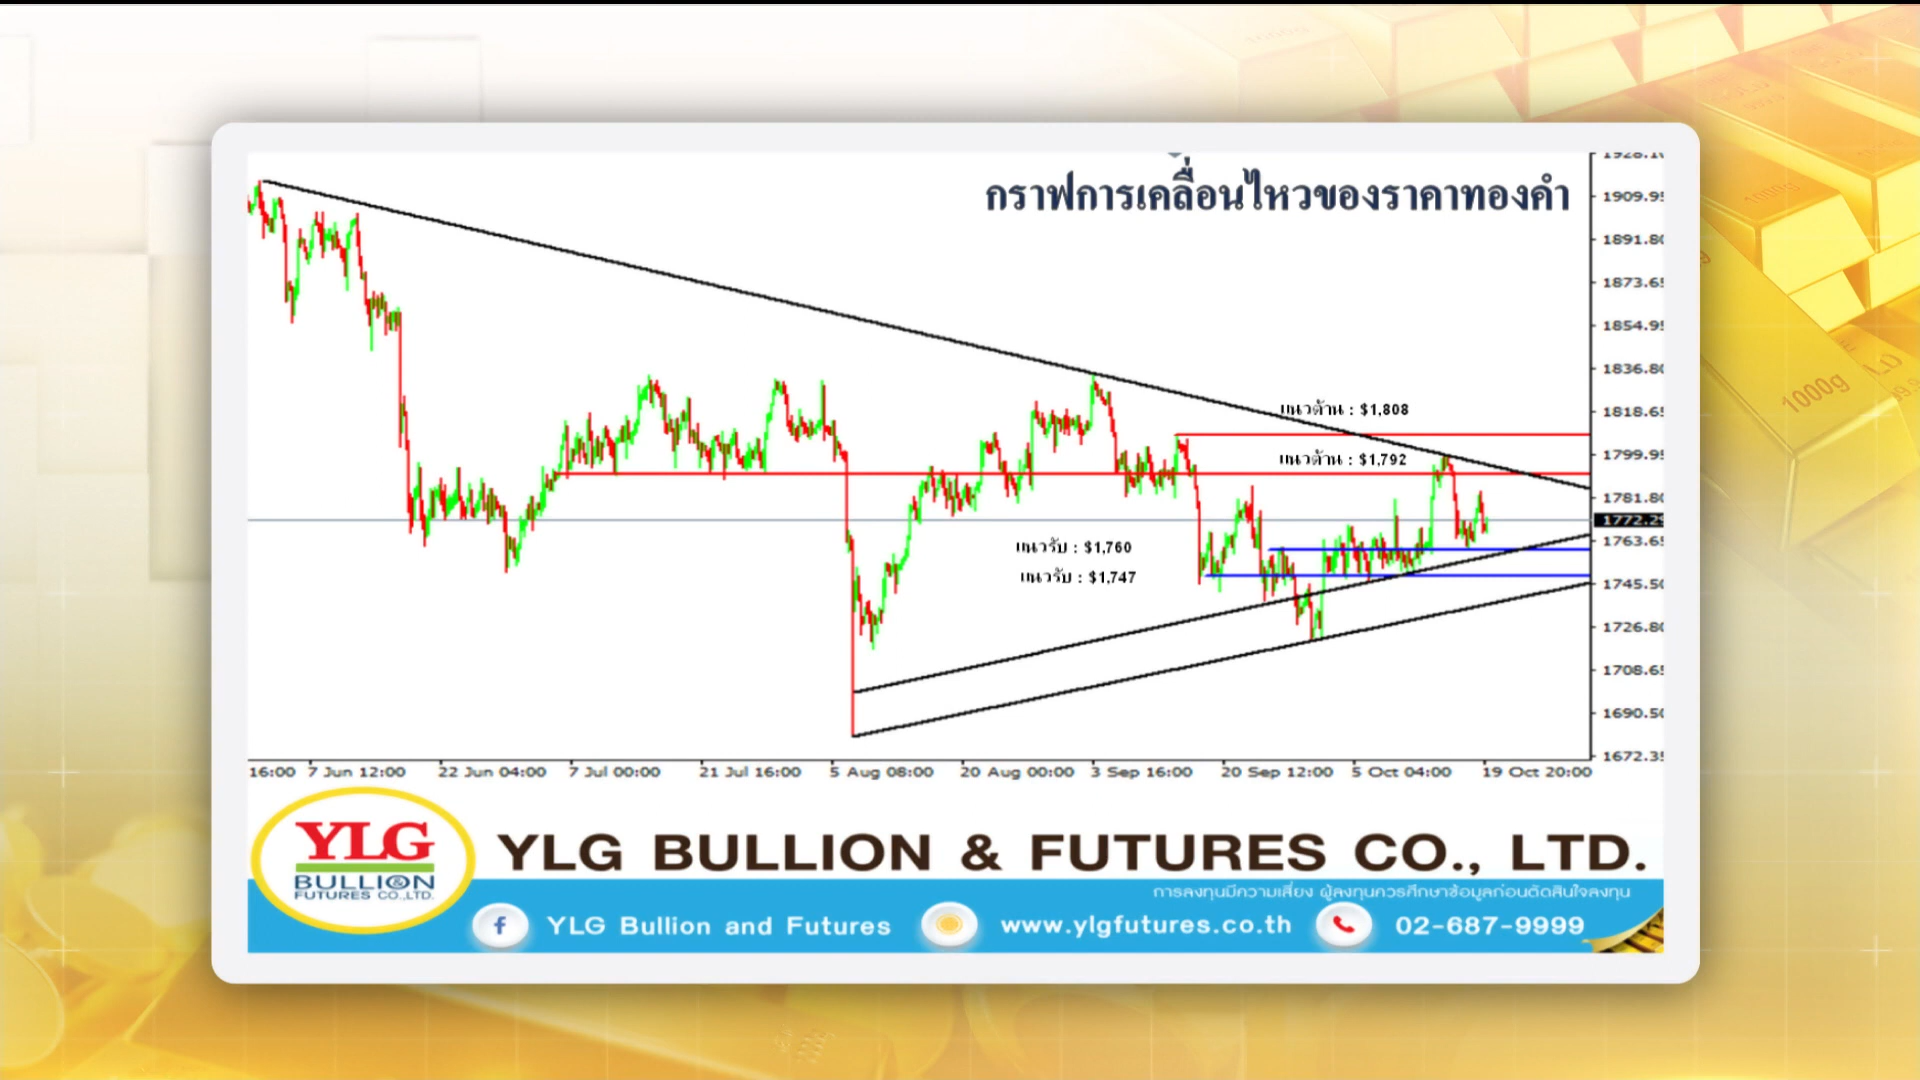 กราฟการเคลื่อนไหวของราคาทองคำ
1909.95
1891.80
1873.65
1854.95
1836.80
แนวต้าน : $1,808
1818.65
แนวต้าน : $1,792
1799.95
1781.80
1772.29
แนวรับ : $1,760
1763.65
แนวรับ : $1,747
1745.50
1726.80
1708.65
1690.50
1672.35
16:00 7 Jun 12:00 22 Jun 04:00 7 Jul 00:00 21 Jul 16:00 5 Aug 08:00 20 Aug 00:00 3 Sep 16:00 20 Sep 12:00 5 Oct 04:00 19 Oct 20:00
YLG
BULLION
FUTURES CO.,LTD.
YLG BULLION & FUTURES CO., LTD.
การลงทุนมีความเสี่ยง ผู้ลงทุนควรศึกษาข้อมูลก่อนตัดสินใจลงทุน
YLG Bullion and Futures www.ylgfutures.co.th 02-687-9999
1000g